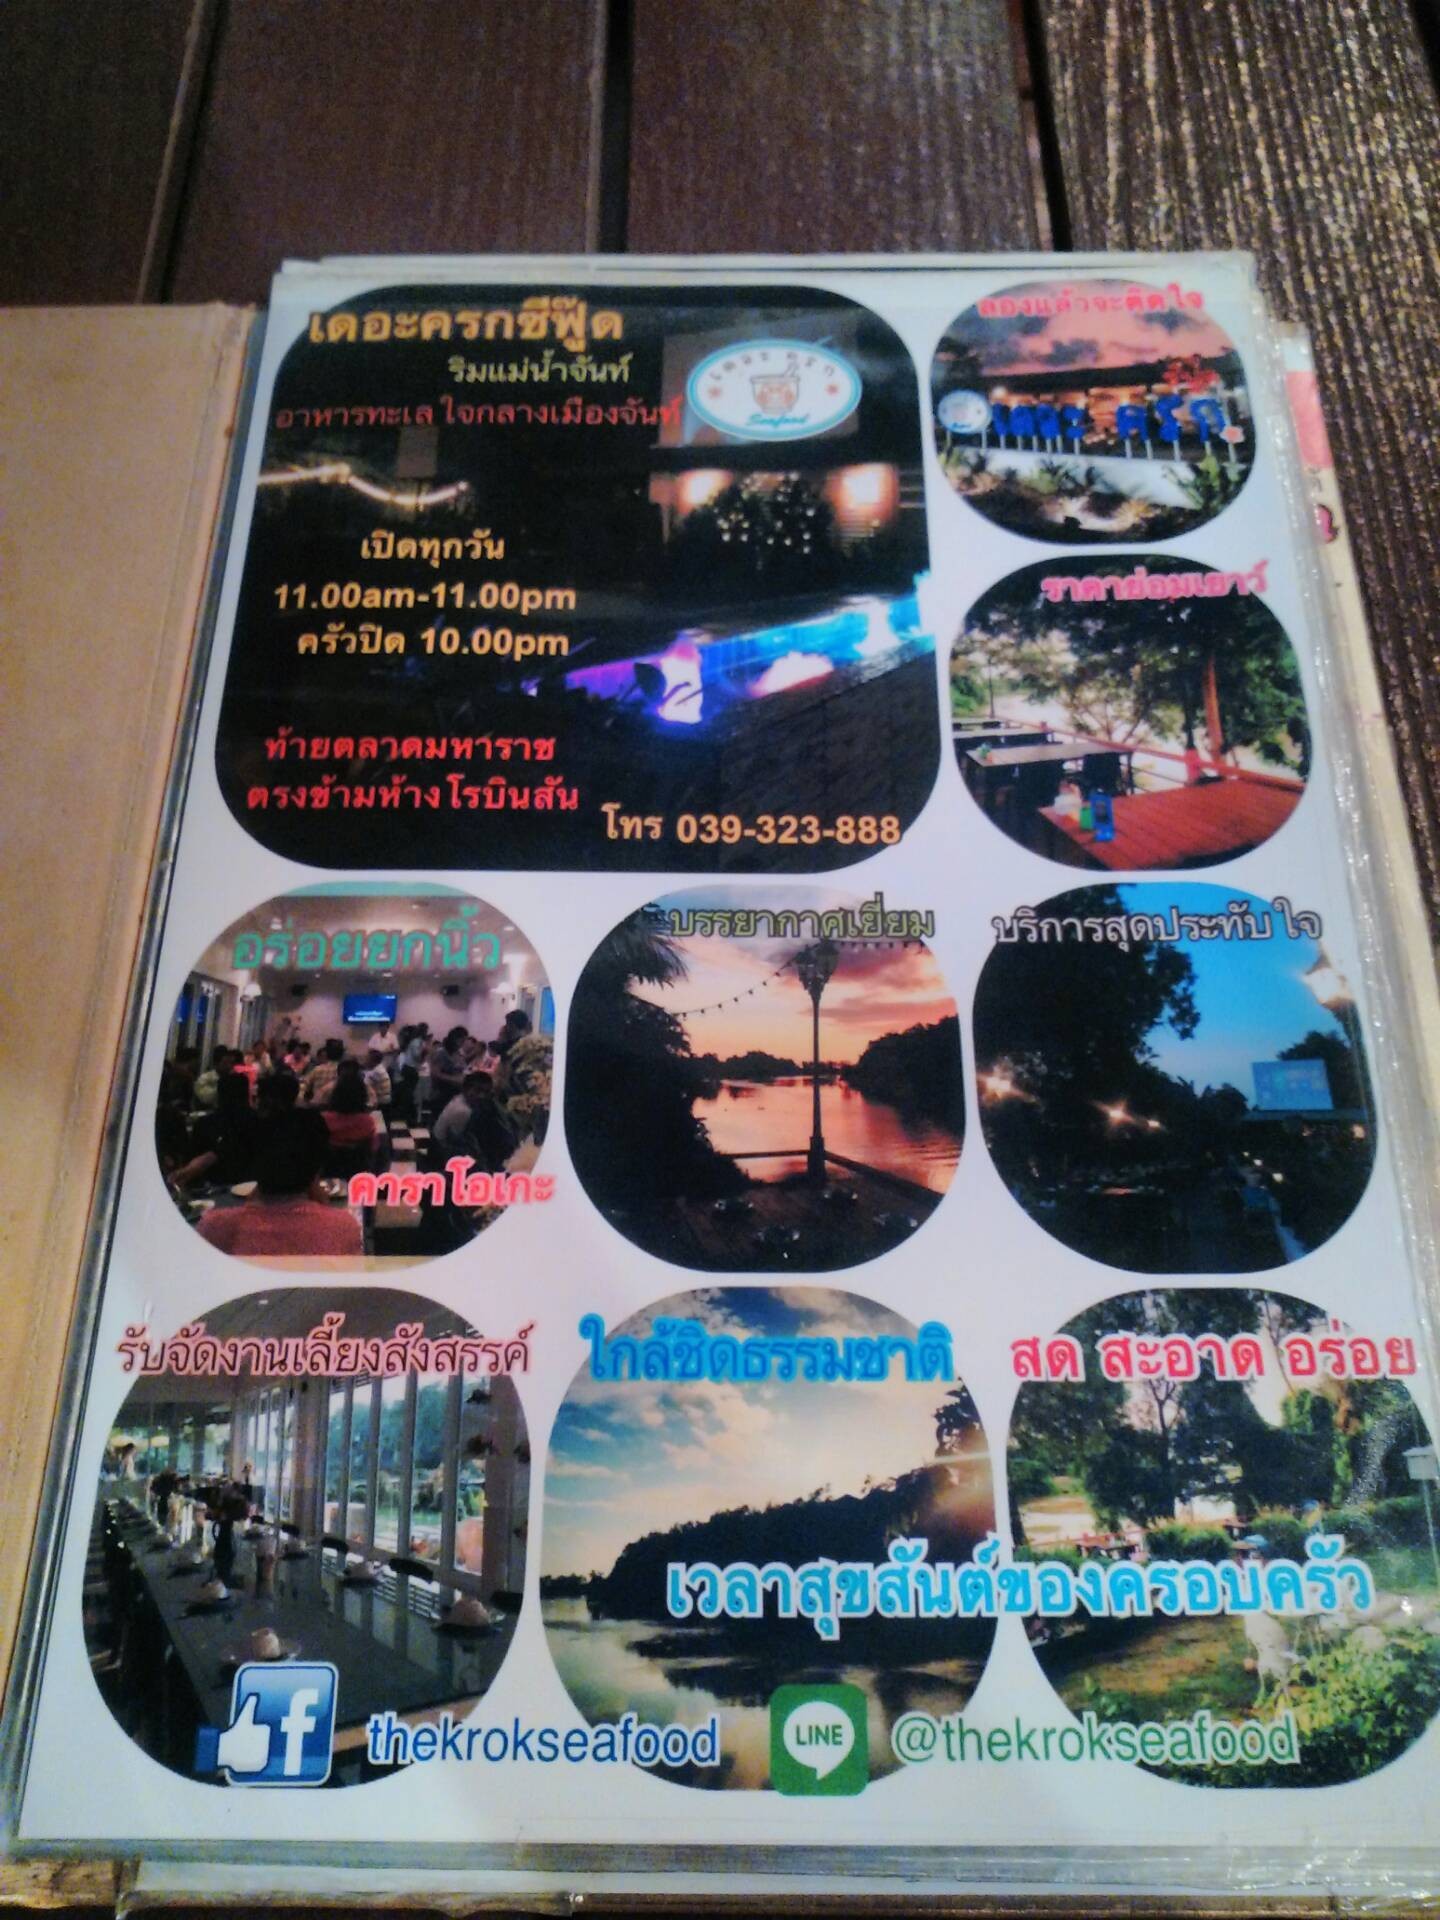 เดอะครกซีฟู๊ด
ริมแม่น้ำจันท์
อาหารทะเล ใจกลางเมืองจันท์
เดอะ ครก
Seafood
เปิดทุกวัน
11.00am-11.00pm
ครัวปิด 10.00pm
ท้ายตลาดมหาราช
ตรงข้ามห้างโรบินสัน
โทร 039-323-888
ลองแล้วจะติดใจ
เดอะ ครก
ราคาย่อมเยาว์
อร่อยยกนิ้ว
คาราโอเกะ
บรรยากาศเยี่ยม
บริการสุดประทับใจ
รับจัดงานเลี้ยงสังสรรค์
ใกล้ชิดธรรมชาติ
สด สะอาด อร่อย
เวลาสุขสันต์ของครอบครัว
f thekrokseafood
LINE @thekrokseafood